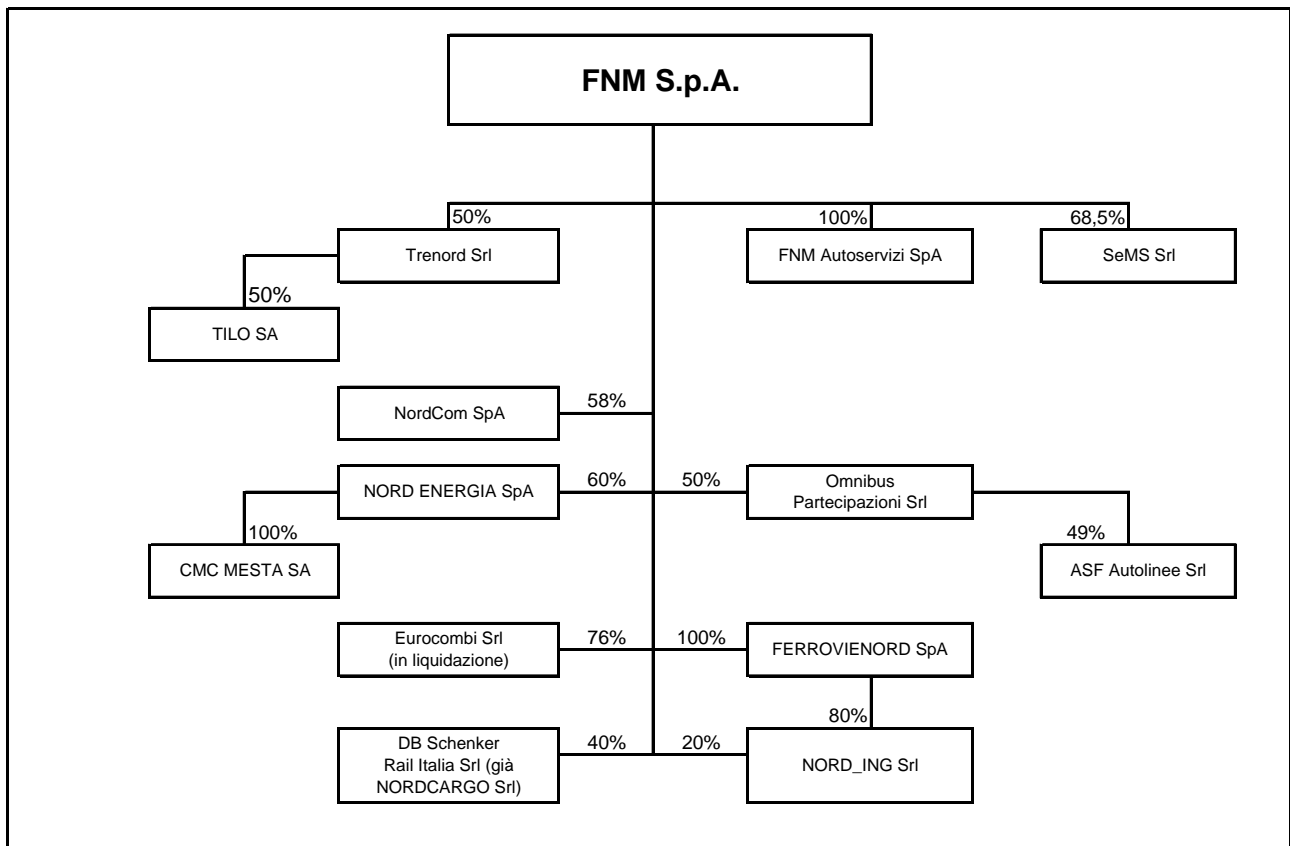 FNM S.p.A.
50%
100%
68,5%
Trenord Srl
FNM Autoservizi SpA
SeMS Srl
50%
TILO SA
NordCom SpA
58%
NORD ENERGIA SpA
60%
50%
Omnibus
Partecipazioni Srl
100%
49%
CMC MESTA SA
ASF Autolinee Srl
Eurocombi Srl
(in liquidazione)
76%
100%
FERROVIENORD SpA
80%
DB Schenker
Rail Italia Srl (già
NORDCARGO Srl)
40%
20%
NORD_ING Srl